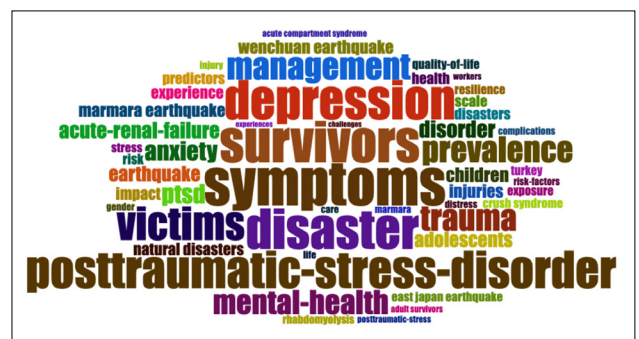 acute compartment syndrome
wenchuan earthquake
injury management quality-of-life
predictors health workers
experience depression resilience
scale
marmara earthquake disasters
experiences challenges
acute-renal-failure survivors disorder complications
stress anxiety prevalence
risk
earthquake symptoms children turkey
risk-factors
impact ptsd injuries exposure
gender care marmara distress crush syndrome
victims disaster trauma
adolescents
natural disasters life
posttraumatic-stress-disorder
mental-health east japan earthquake
adult survivors
rhabdomyolysis posttraumatic-stress